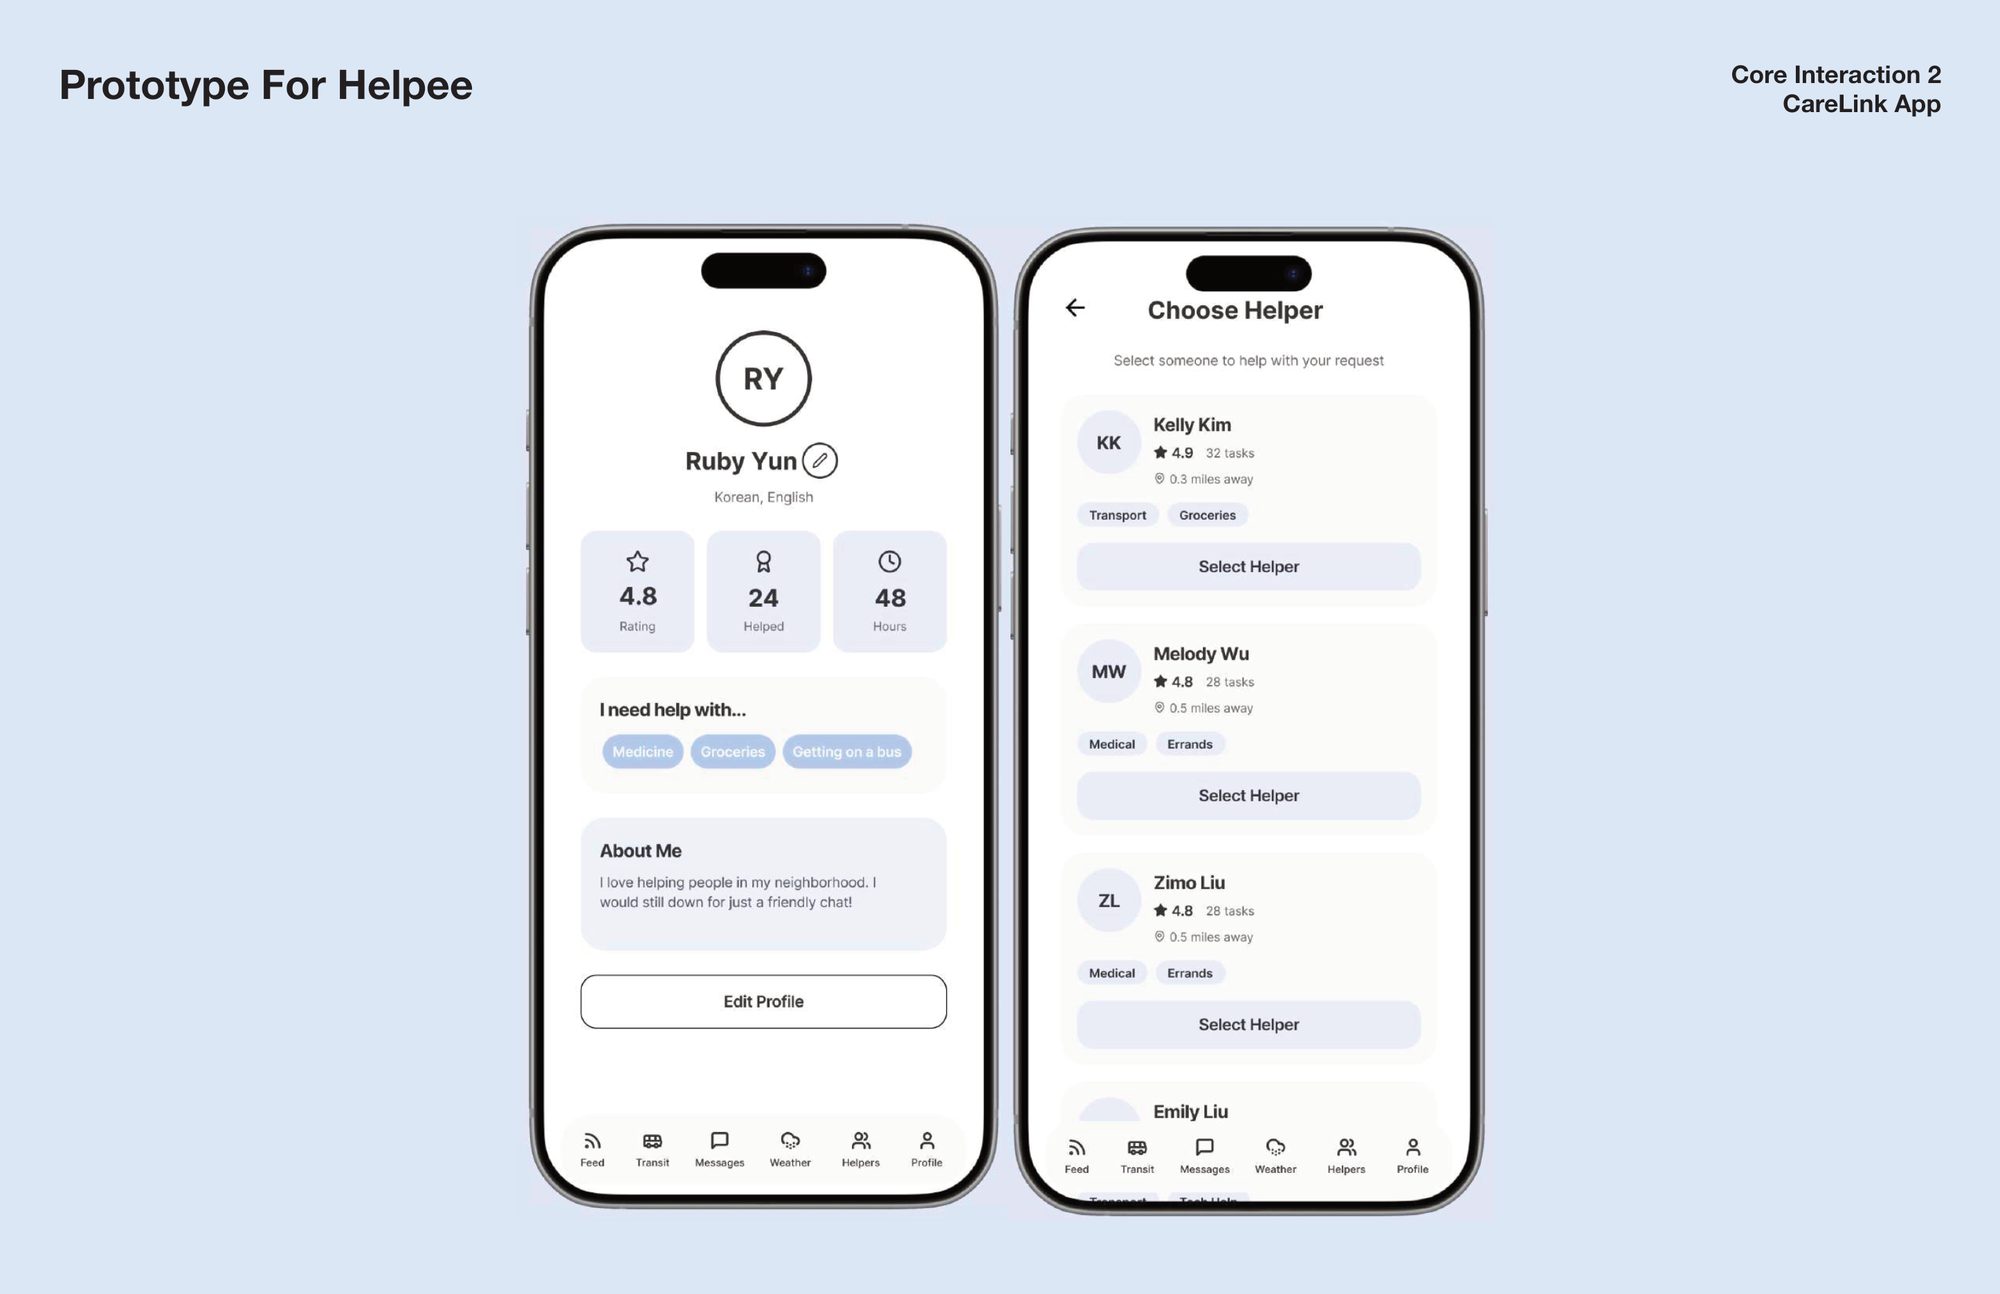 Prototype For Helpee
Core Interaction 2
CareLink App
RY
Ruby Yun
Korean, English
4.8
Rating
24
Helped
48
Hours
I need help with...
Medicine
Groceries
Getting on a bus
About Me
I love helping people in my neighborhood. I
would still down for just a friendly chat!
Edit Profile
Feed
Transit
Messages
Weather
Helpers
Profile
Choose Helper
Select someone to help with your request
KK
Kelly Kim
4.9 32 tasks
0.3 miles away
Transport
Groceries
Select Helper
MW
Melody Wu
4.8 28 tasks
0.5 miles away
Medical
Errands
Select Helper
ZL
Zimo Liu
4.8 28 tasks
0.5 miles away
Medical
Errands
Select Helper
Emily Liu
Feed
Transit
Messages
Weather
Helpers
Profile
Transport
Tech Help